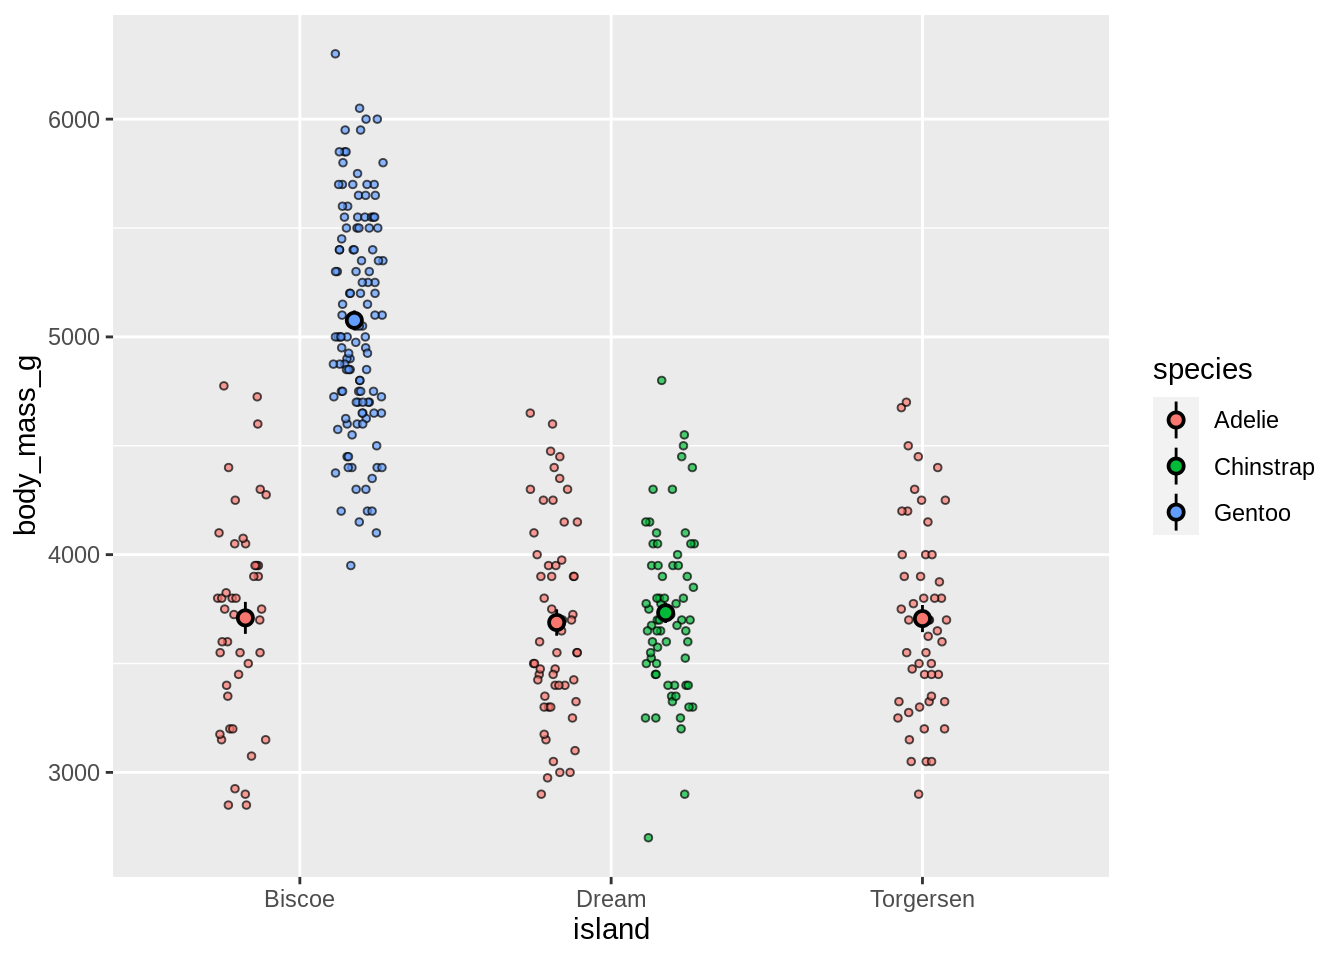 6000
5000
4000
3000
body_mass_g
Biscoe
Dream
Torgersen
island
species
Adelie
Chinstrap
Gentoo